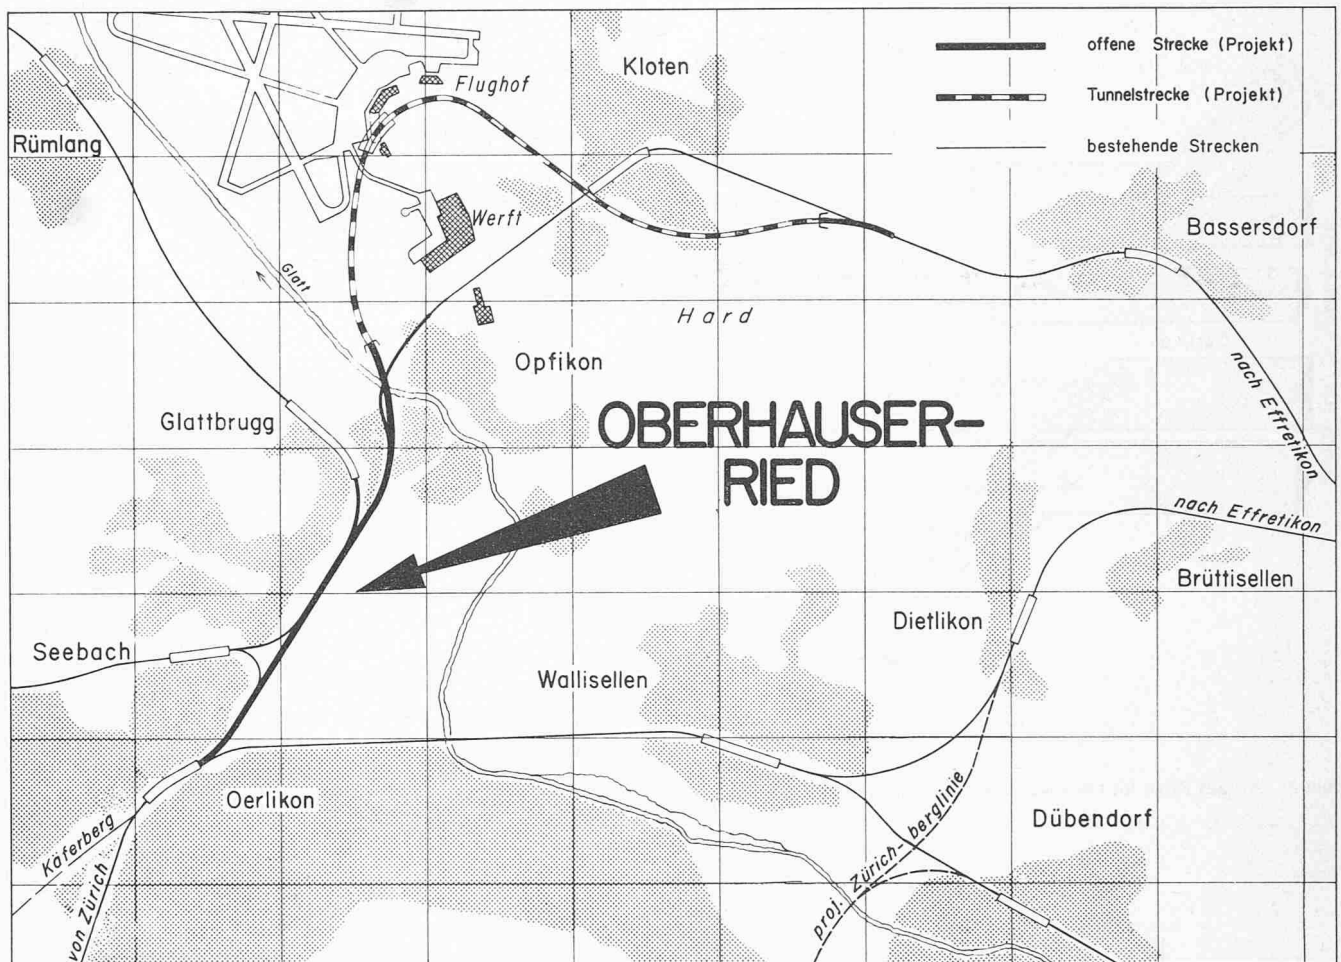 offene Strecke (Projekt)
Tunnelstrecke (Projekt)
bestehende Strecken
Kloten
Flughof
Rümlang
Werft
Bassersdorf
Glatt
Hard
Opfikon
nach Effretikon
Glattbrugg
OBERHAUSER-
RIED
nach Effretikon
Brüttisellen
Dietlikon
Seebach
Wallisellen
Oerlikon
Dübendorf
Käferberg
von Zürich
proj. Zürich-berglinie